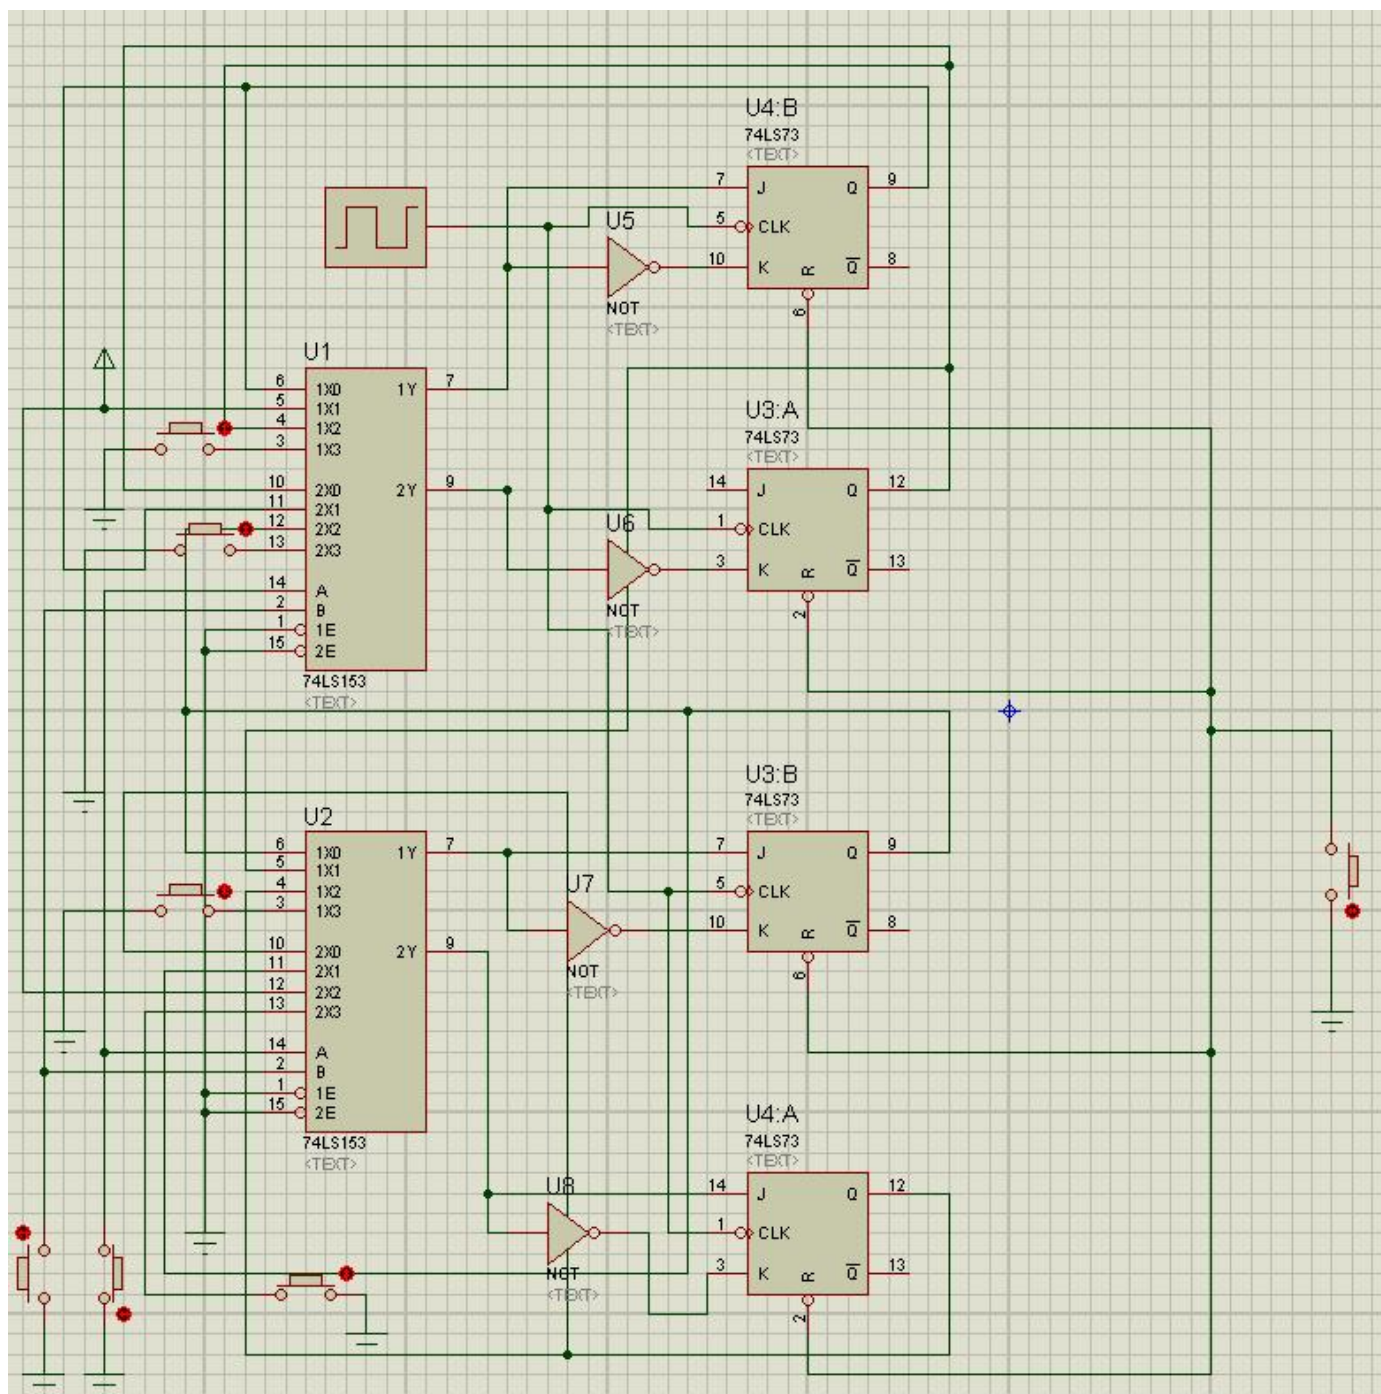 U4:B
74LS73
<TEXT>
7 J Q 9
U5
5 CLK
10 K R Q 8
NOT
<TEXT>
6
U1
6 1X0 1Y 7
5 1X1
4 1X2
3 1X3
10 2X0 2Y 9
11 2X1
12 2X2
13 2X3
14 A
2 B
1 1E
15 2E
74LS153
<TEXT>
U3:A
74LS73
<TEXT>
14 J Q 12
U6
1 CLK
3 K R Q 13
NOT
<TEXT>
2
U3:B
74LS73
<TEXT>
7 J Q 9
U7
5 CLK
10 K R Q 8
NOT
<TEXT>
6
U2
6 1X0 1Y 7
5 1X1
4 1X2
3 1X3
10 2X0 2Y 9
11 2X1
12 2X2
13 2X3
14 A
2 B
1 1E
15 2E
74LS153
<TEXT>
U4:A
74LS73
<TEXT>
14 J Q 12
U8
1 CLK
3 K R Q 13
NOT
<TEXT>
2